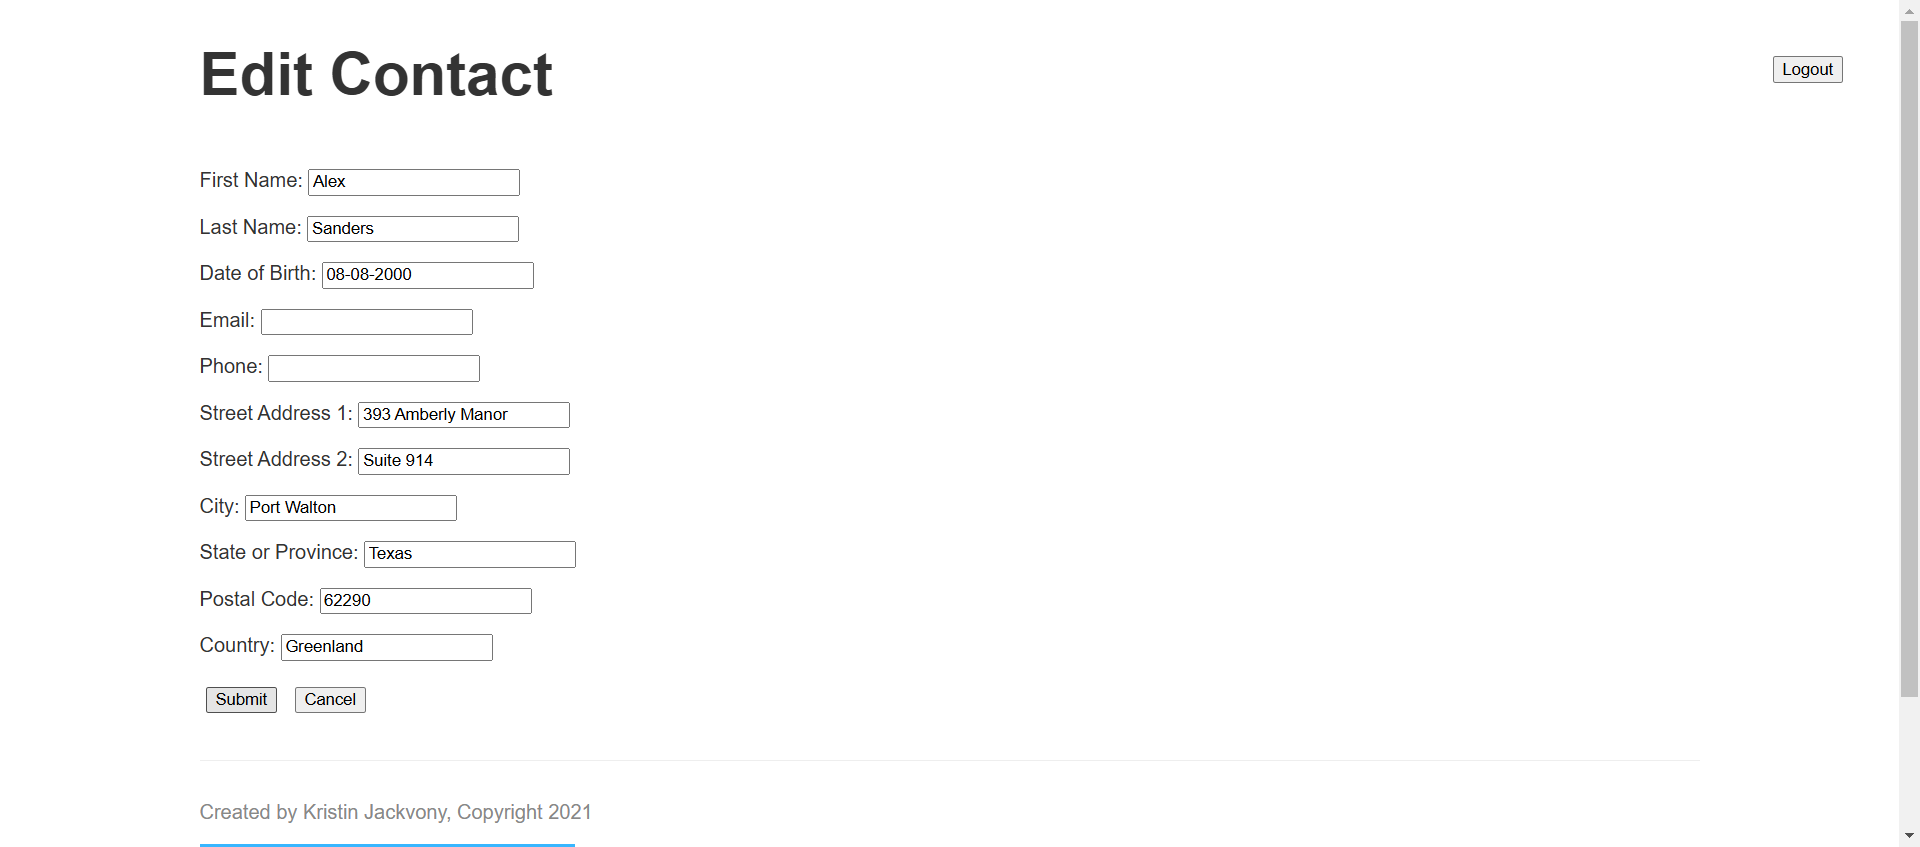 Edit Contact
Logout
First Name: Alex
Last Name: Sanders
Date of Birth: 08-08-2000
Email:
Phone:
Street Address 1: 393 Amberly Manor
Street Address 2: Suite 914
City: Port Walton
State or Province: Texas
Postal Code: 62290
Country: Greenland
Submit Cancel
Created by Kristin Jackvony, Copyright 2021